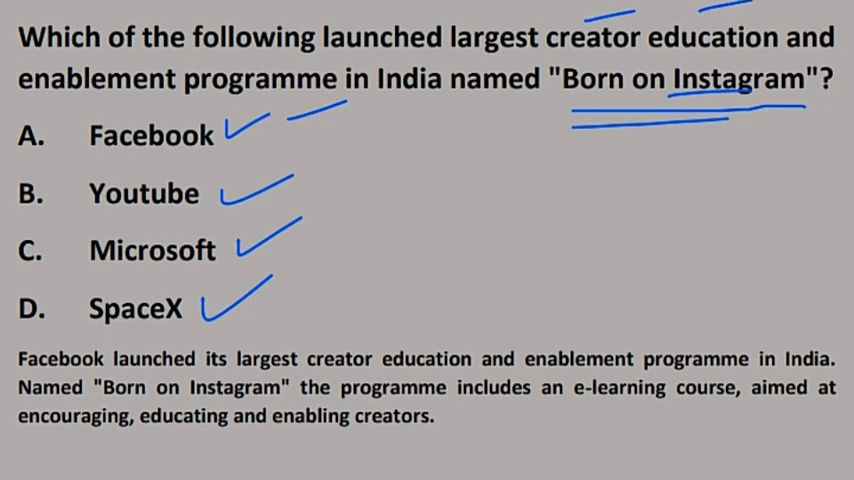 Which of the following launched largest creator education and
enablement programme in India named "Born on Instagram"?
A. Facebook
B. Youtube
C. Microsoft
D. SpaceX
Facebook launched its largest creator education and enablement programme in India.
Named "Born on Instagram" the programme includes an e-learning course, aimed at
encouraging, educating and enabling creators.